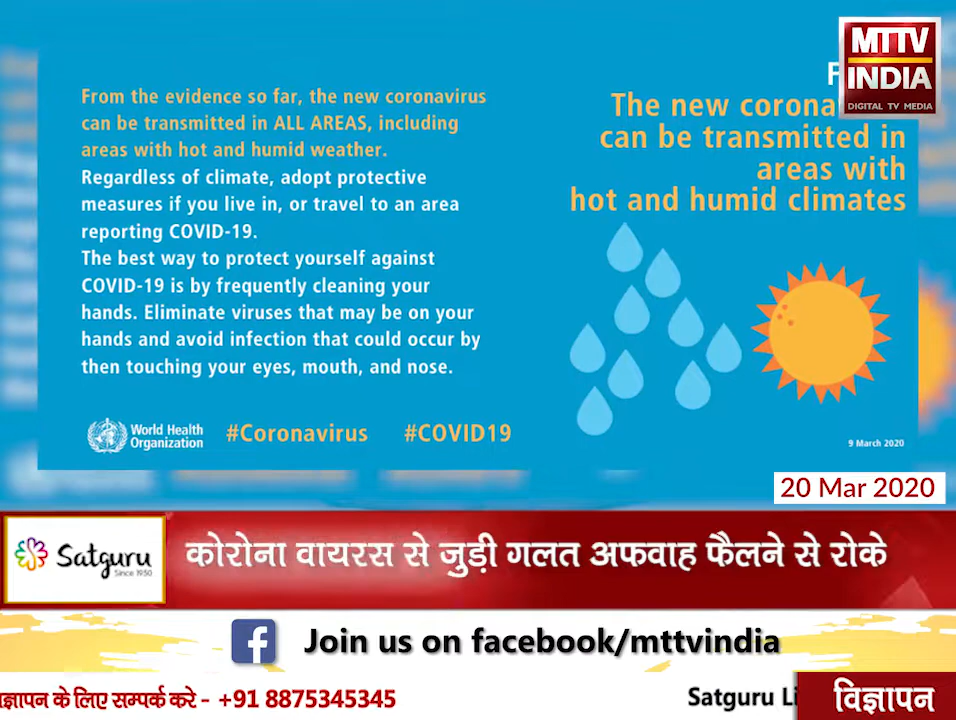 MTTV
INDIA
DIGITAL TV MEDIA
From the evidence so far, the new coronavirus
can be transmitted in ALL AREAS, including
areas with hot and humid weather.
Regardless of climate, adopt protective
measures if you live in, or travel to an area
reporting COVID-19.
The best way to protect yourself against
COVID-19 is by frequently cleaning your
hands. Eliminate viruses that may be on your
hands and avoid infection that could occur by
then touching your eyes, mouth, and nose.
The new corona
can be transmitted in
areas with
hot and humid climates
World Health
Organization
#Coronavirus #COVID19
9 March 2020
20 Mar 2020
Satguru
Since 1950
कोरोना वायरस से जुड़ी गलत अफवाह फैलने से रोके
f Join us on facebook/mttvindia
ज्ञापन के लिए सम्पर्क करे - +91 8875345345
Satguru Li
विज्ञापन